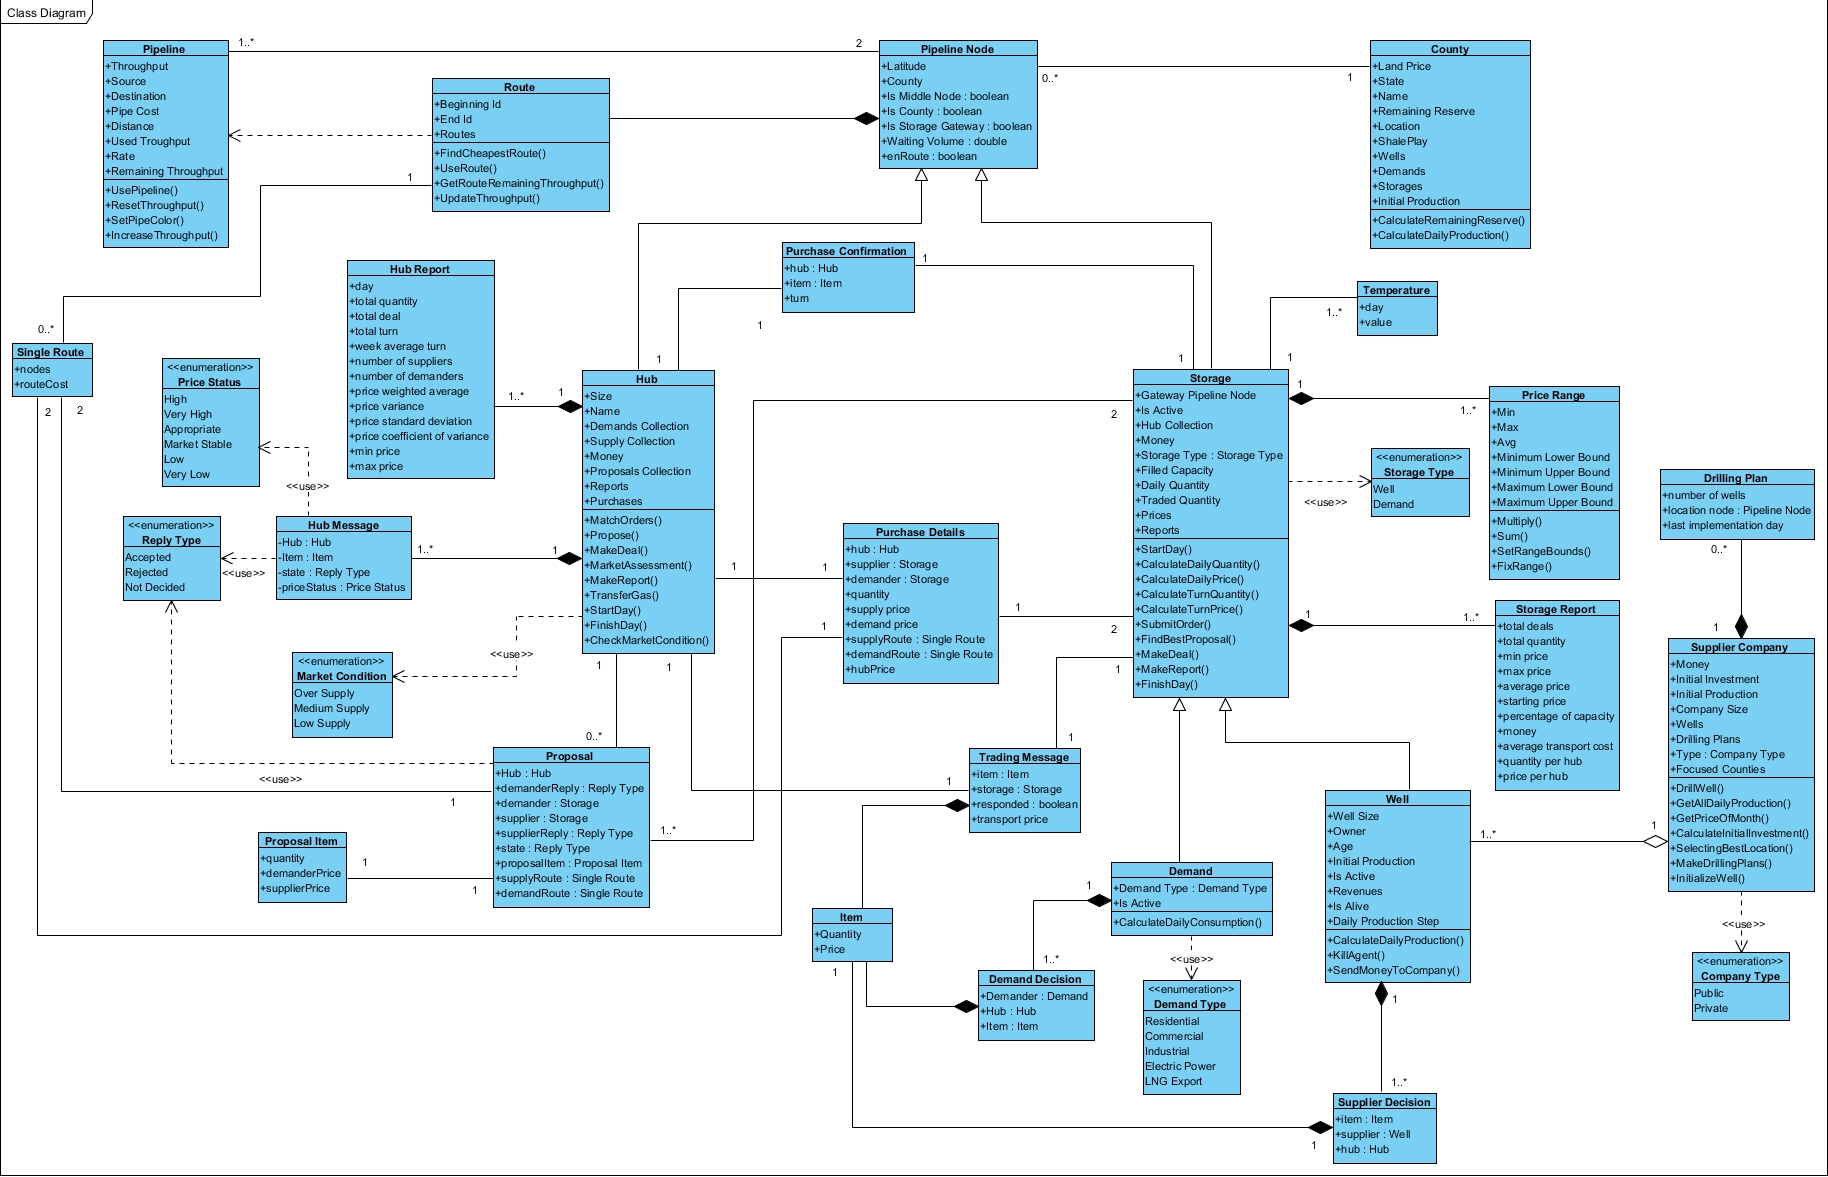 Class Diagram
Pipeline
+Throughput
+Source
+Destination
+Pipe Cost
+Distance
+Used Troughput
+Rate
+Remaining Throughput
+UsePipeline()
+ResetThroughput()
+SetPipeColor()
+IncreaseThroughput()
1..*
2
Pipeline Node
+Latitude
+County
+Is Middle Node : boolean
+Is County : boolean
+Is Storage Gateway : boolean
+Waiting Volume : double
+enRoute : boolean
0..*
1
County
+Land Price
+State
+Name
+Remaining Reserve
+Location
+ShalePlay
+Wells
+Demands
+Storages
+Initial Production
+CalculateRemainingReserve()
+CalculateDailyProduction()
Route
+Beginning Id
+End Id
+Routes
+FindCheapestRoute()
+UseRoute()
+GetRouteRemainingThroughput()
+UpdateThroughput()
1
0..*
Single Route
+nodes
+routeCost
2
2
Hub Report
+day
+total quantity
+total deal
+total turn
+week average turn
+number of suppliers
+number of demanders
+price weighted average
+price variance
+price standard deviation
+price coefficient of variance
+min price
+max price
1..*
1
Purchase Confirmation
+hub : Hub
+item : Item
+turn
1
1
1
1
Temperature
+day
+value
1..*
1
<<enumeration>>
Price Status
High
Very High
Appropriate
Market Stable
Low
Very Low
<<use>>
Hub
+Size
+Name
+Demands Collection
+Supply Collection
+Money
+Proposals Collection
+Reports
+Purchases
+MatchOrders()
+Propose()
+MakeDeal()
+MarketAssessment()
+MakeReport()
+TransferGas()
+StartDay()
+FinishDay()
+CheckMarketCondition()
Storage
+Gateway Pipeline Node
+Is Active
+Hub Collection
+Money
+Storage Type : Storage Type
+Filled Capacity
+Daily Quantity
+Traded Quantity
+Prices
+Reports
+StartDay()
+CalculateDailyQuantity()
+CalculateDailyPrice()
+CalculateTurnQuantity()
+CalculateTurnPrice()
+SubmitOrder()
+FindBestProposal()
+MakeDeal()
+MakeReport()
+FinishDay()
1
1..*
Price Range
+Min
+Max
+Avg
+Minimum Lower Bound
+Minimum Upper Bound
+Maximum Lower Bound
+Maximum Upper Bound
+Multiply()
+Sum()
+SetRangeBounds()
+FixRange()
2
<<enumeration>>
Storage Type
Well
Demand
<<use>>
Drilling Plan
+number of wells
+location node : Pipeline Node
+last implementation day
0..*
1
<<enumeration>>
Reply Type
Accepted
Rejected
Not Decided
<<use>>
Hub Message
-Hub : Hub
-Item : Item
-state : Reply Type
-priceStatus : Price Status
1..*
1
Purchase Details
+hub : Hub
+supplier : Storage
+demander : Storage
+quantity
+supply price
+demand price
+supplyRoute : Single Route
+demandRoute : Single Route
+hubPrice
1
1
1
1
2
1
Storage Report
+total deals
+total quantity
+min price
+max price
+average price
+starting price
+percentage of capacity
+money
+average transport cost
+quantity per hub
+price per hub
1
1..*
Supplier Company
+Money
+Initial Investment
+Initial Production
+Company Size
+Wells
+Drilling Plans
+Type : Company Type
+Focused Counties
+DrillWell()
+GetAllDailyProduction()
+GetPriceOfMonth()
+CalculateInitialInvestment()
+SelectingBestLocation()
+MakeDrillingPlans()
+InitializeWell()
<<enumeration>>
Market Condition
Over Supply
Medium Supply
Low Supply
<<use>>
1
1
0..*
Proposal
+Hub : Hub
+demanderReply : Reply Type
+demander : Storage
+supplier : Storage
+supplierReply : Reply Type
+state : Reply Type
+proposalItem : Proposal Item
+supplyRoute : Single Route
+demandRoute : Single Route
<<use>>
1
1..*
Proposal Item
+quantity
+demanderPrice
+supplierPrice
1
1
Trading Message
+item : Item
+storage : Storage
+responded : boolean
+transport price
1
1
Well
+Well Size
+Owner
+Age
+Initial Production
+Is Active
+Revenues
+Is Alive
+Daily Production Step
+CalculateDailyProduction()
+KillAgent()
+SendMoneyToCompany()
1..*
1
1
1..*
Demand
+Demand Type : Demand Type
+Is Active
+CalculateDailyConsumption()
1
1..*
<<use>>
Item
+Quantity
+Price
1
Demand Decision
+Demander : Demand
+Hub : Hub
+Item : Item
<<enumeration>>
Demand Type
Residential
Commercial
Industrial
Electric Power
LNG Export
<<use>>
<<enumeration>>
Company Type
Public
Private
Supplier Decision
+item : Item
+supplier : Well
+hub : Hub
1